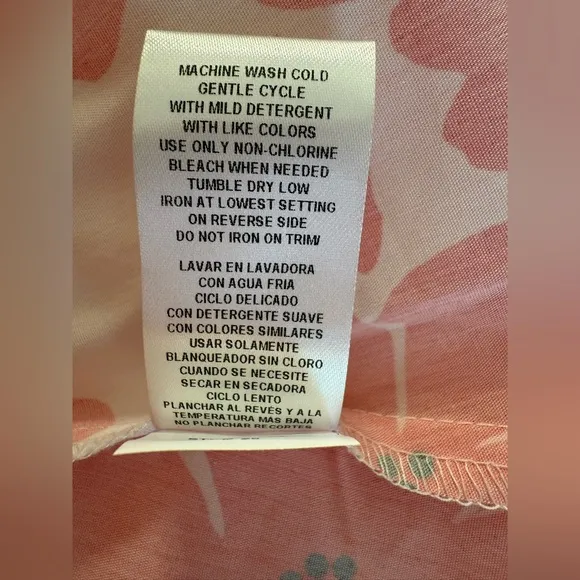 MACHINE WASH COLD
GENTLE CYCLE
WITH MILD DETERGENT
WITH LIKE COLORS
USE ONLY NON-CHLORINE
BLEACH WHEN NEEDED
TUMBLE DRY LOW
IRON AT LOWEST SETTING
ON REVERSE SIDE
DO NOT IRON ON TRIM/
LAVAR EN LAVADORA
CON AGUA FRIA
CICLO DELICADO
CON DETERGENTE SUAVE
CON COLORES SIMILARES
USAR SOLAMENTE
BLANQUEADOR SIN CLORO
CUANDO SE NECESITE
SECAR EN SECADORA
CICLO LENTO
PLANCHAR AL REVÉS Y A LA
TEMPERATURA MÁS BAJA
NO PLANCHAR RECORTES